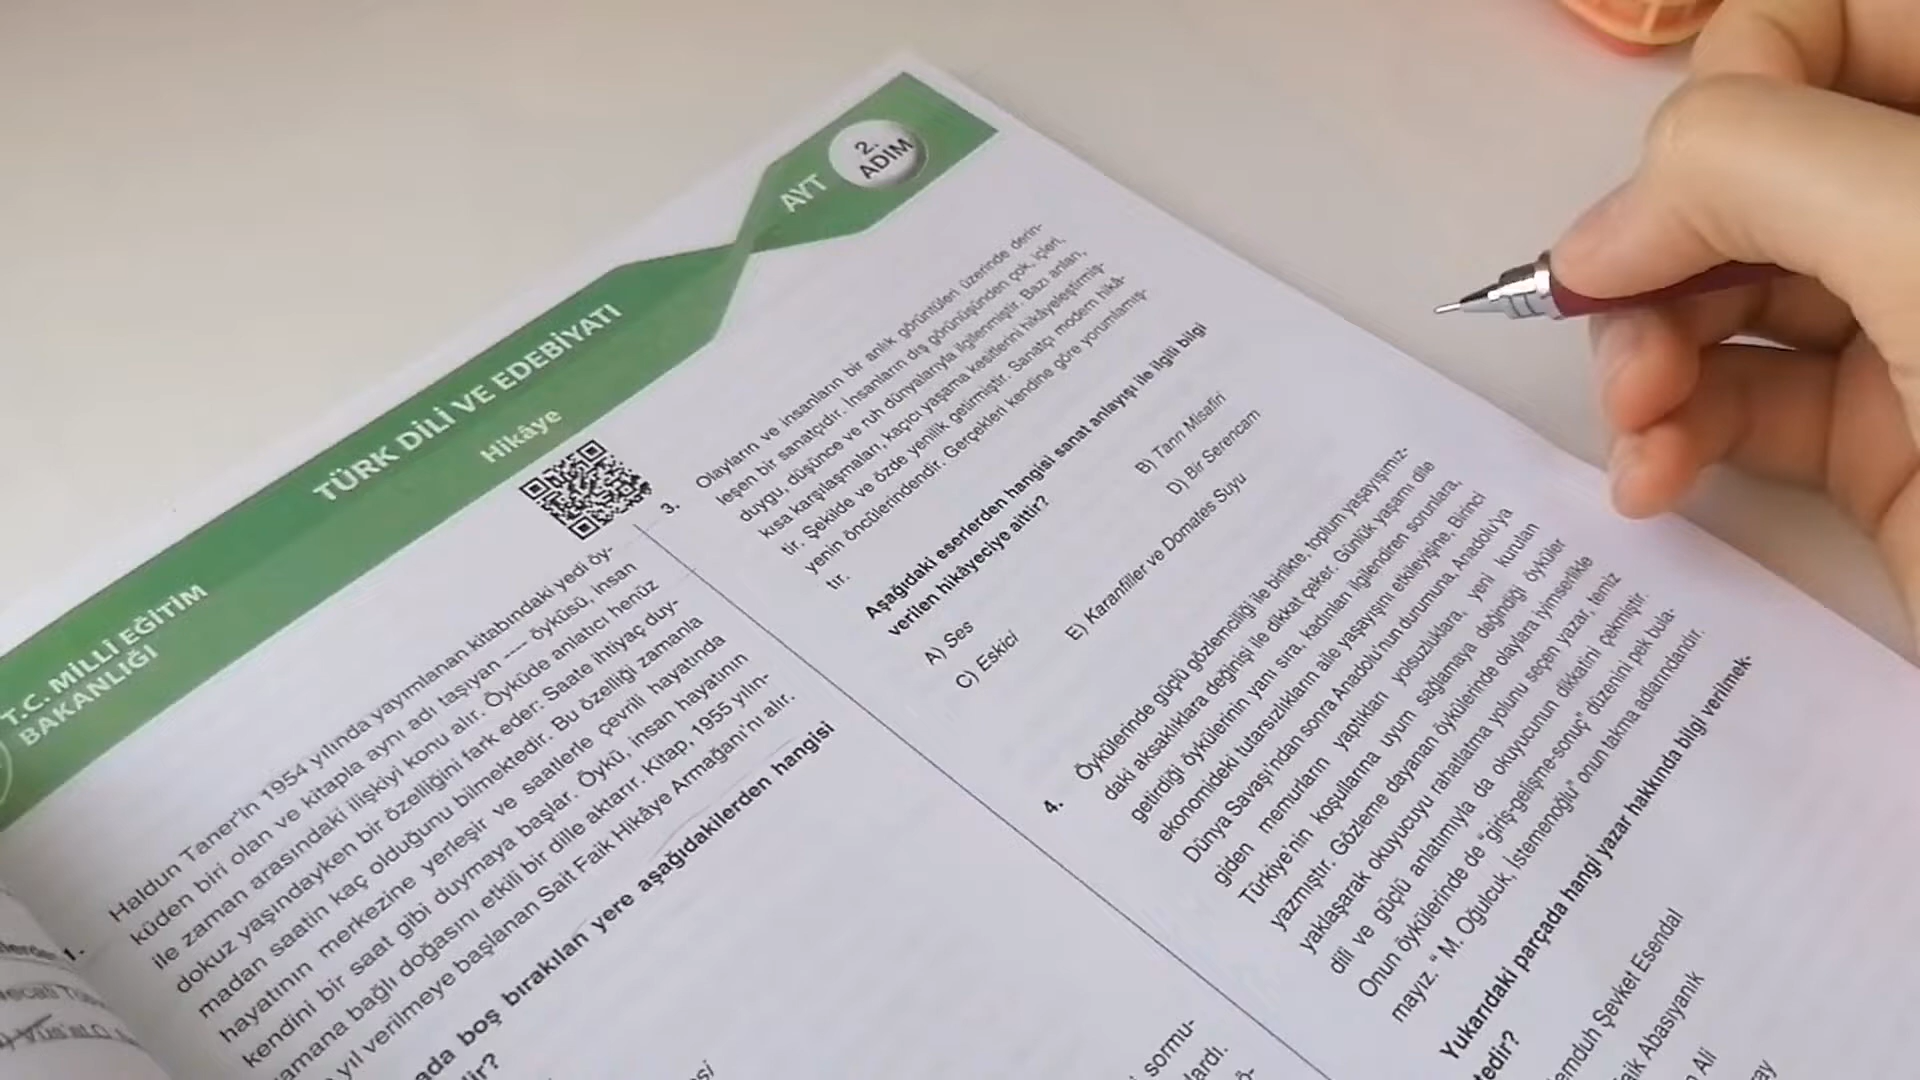 T.C. MİLLİ EĞİTİM
BAKANLIĞI
TÜRK DİLİ VE EDEBİYATI
Hikâye
AYT
2.
ADIM
1.
Haldun Taner'in 1954 yılında yayımlanan kitabındaki yedi öy-
küden biri olan ve kitapla aynı adı taşıyan ---- öyküsü, insan
ile zaman arasındaki ilişkiyi konu alır. Öyküde anlatıcı henüz
dokuz yaşındayken bir özelliğini fark eder: Saate ihtiyaç duy-
madan saatin kaç olduğunu bilmektedir. Bu özelliği zamanla
hayatının merkezine yerleşir ve saatlerle çevrili hayatında
kendini bir saat gibi duymaya başlar. Öykü, insan hayatının
zamana bağlı doğasını etkili bir dille aktarır. Kitap, 1955 yılın-
yıl verilmeye başlanan Sait Faik Hikâye Armağanı'nı alır.
boş bırakılan yere aşağıdakilerden hangisi
3.
Olayların ve insanların bir anlık görüntüleri üzerinde derin-
leşen bir sanatçıdır. İnsanların dış görünüşünden çok, içleri,
duygu, düşünce ve ruh dünyalarıyla ilgilenmiştir. Bazı anları,
kısa karşılaşmaları, kaçıcı yaşama kesitlerini hikâyeleştirmiş-
tir. Şekilde ve özde yenilik getirmiştir. Sanatçı modern hikâ-
yenin öncülerindendir. Gerçekleri kendine göre yorumlamış-
tır.
Aşağıdaki eserlerden hangisi sanat anlayışı ile ilgili bilgi
verilen hikâyeciye aittir?
A) Ses
B) Tanrı Misafiri
C) Eskici
D) Bir Serencam
E) Karanfiller ve Domates Suyu
4.
Öykülerinde güçlü gözlemciliği ile birlikte, toplum yaşayışımız-
daki aksaklıklara değinişi ile dikkat çeker. Günlük yaşamı dile
getirdiği öykülerinin yanı sıra, kadınları ilgilendiren sorunlara,
ekonomideki tutarsızlıkların aile yaşayışını etkileyişine, Birinci
Dünya Savaşı'ndan sonra Anadolu'nun durumuna, Anadolu'ya
giden memurların yaptıkları yolsuzluklara, yeni kurulan
Türkiye'nin koşullarına uyum sağlamaya değindiği öyküler
yazmıştır. Gözleme dayanan öykülerinde olaylara iyimserlikle
yaklaşarak okuyucuyu rahatlatma yolunu seçen yazar, temiz
dili ve güçlü anlatımıyla da okuyucunun dikkatini çekmiştir.
Onun öykülerinde de "giriş-gelişme-sonuç" düzenini pek bula-
mayız. "M. Oğulcuk, İstemenoğlu" onun takma adlarındandır.
Yukarıdaki parçada hangi yazar hakkında bilgi verilmek-
tedir?
Memduh Şevket Esendal
Faik Abasıyanık
Ali
sormu-